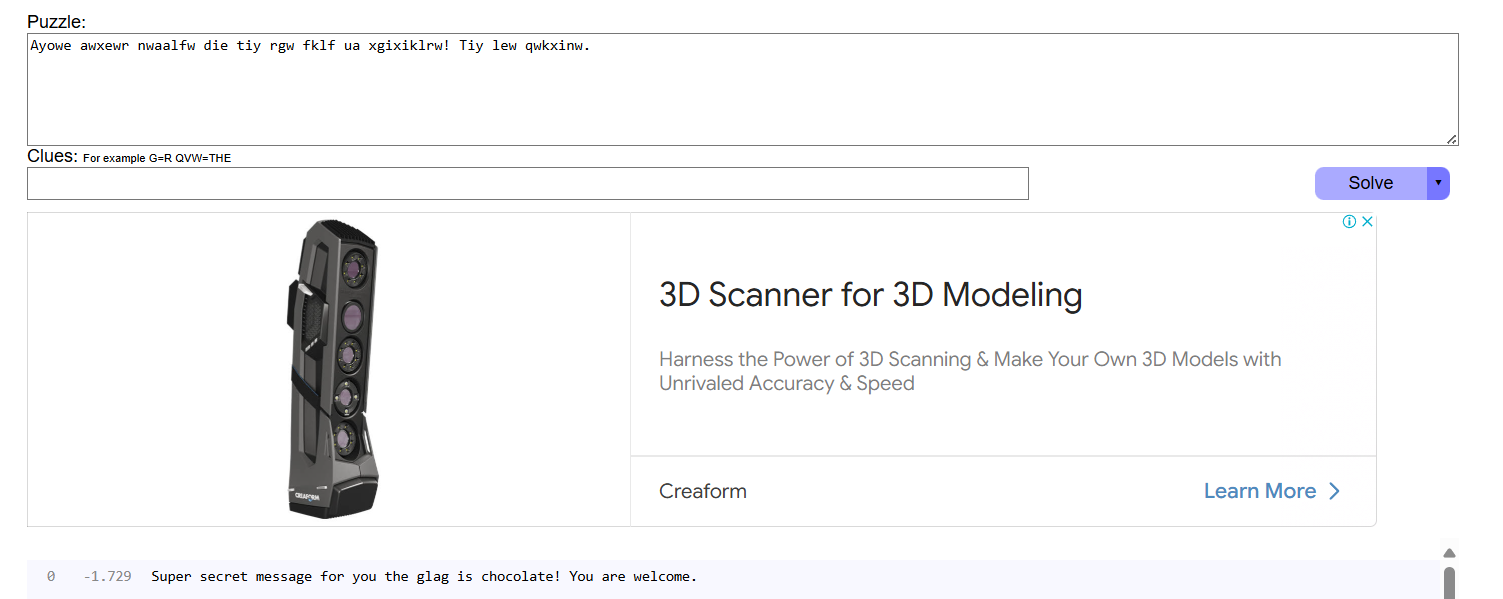 Puzzle:
Ayowe awxewr nwaalfw die tiy rgw fklf ua xgixiklrw! Tiy lew qwkxinw.
Clues: For example G=R QVW=THE
Solve
3D Scanner for 3D Modeling
Harness the Power of 3D Scanning & Make Your Own 3D Models with
Unrivaled Accuracy & Speed
CREAFORM
Creaform
Learn More
0 -1.729 Super secret message for you the glag is chocolate! You are welcome.